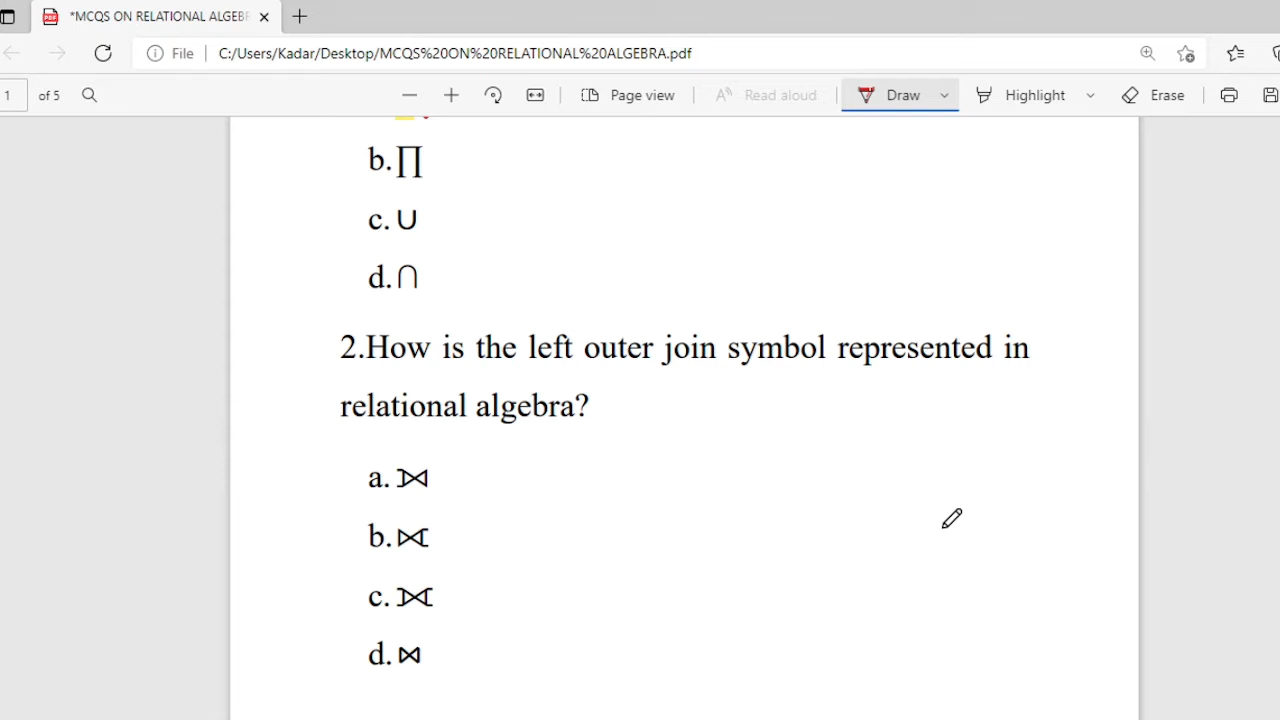 *MCQS ON RELATIONAL ALGEBR
File C:/Users/Kadar/Desktop/MCQS%20ON%20RELATIONAL%20ALGEBRA.pdf
1 of 5 Page view Read aloud Draw Highlight Erase
b.∏
c.∪
d.∩
2.How is the left outer join symbol represented in
relational algebra?
a.⟕
b.⟖
c.⟗
d.⋈